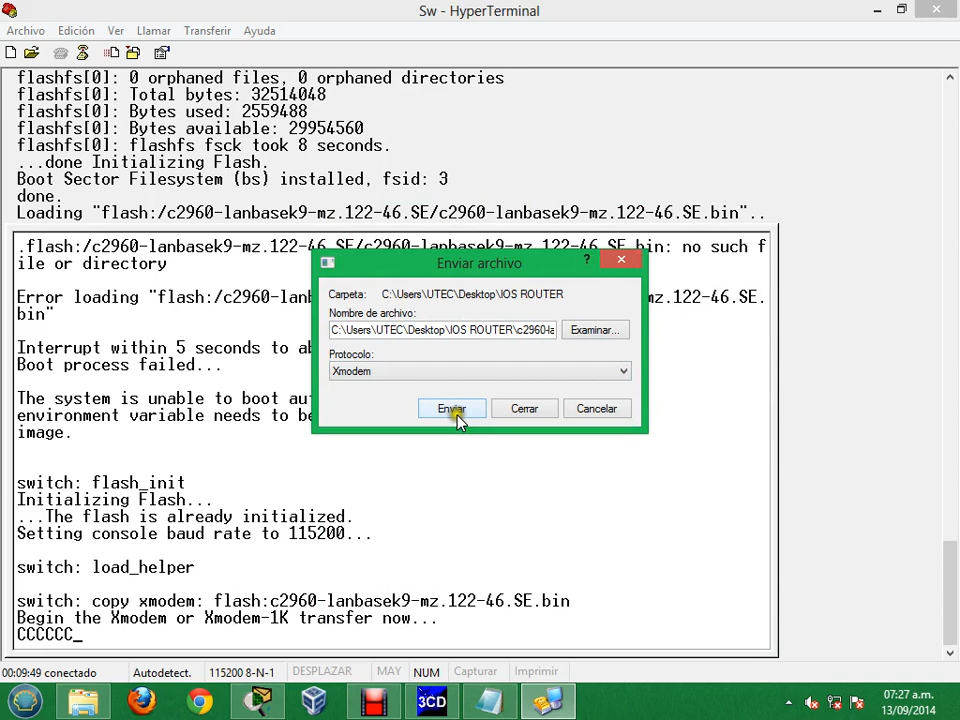 Sw - HyperTerminal
Archivo Edición Ver Llamar Transferir Ayuda
flashfs[0]: 0 orphaned files, 0 orphaned directories
flashfs[0]: Total bytes: 32514048
flashfs[0]: Bytes used: 2559488
flashfs[0]: Bytes available: 29954560
flashfs[0]: flashfs fsck took 8 seconds.
...done Initializing Flash.
Boot Sector Filesystem (bs) installed, fsid: 3
done.
Loading "flash:/c2960-lanbasek9-mz.122-46.SE/c2960-lanbasek9-mz.122-46.SE.bin"..
.flash:/c2960-lanbasek9-mz.122-46.SE/c2960-lanbasek9-mz.122-46.SE.bin: no such f
ile or directory
Error loading "flash:/c2960-lanbasek9 nz.122-46.SE.
bin"
Interrupt within 5 seconds to ab
Boot process failed...
The system is unable to boot au
environment variable needs to be
image.
switch: flash_init
Initializing Flash...
...The flash is already initialized.
Setting console baud rate to 115200...
switch: load_helper
switch: copy xmodem: flash:c2960-lanbasek9-mz.122-46.SE.bin
Begin the Xmodem or Xmodem-1K transfer now...
CCCCCC_
Enviar archivo
? x
Carpeta: C:\Users\UTEC\Desktop\IOS ROUTER
Nombre de archivo:
C:\Users\UTEC\Desktop\IOS ROUTER\c2960-la Examinar...
Protocolo:
Xmodem
Enviar Cerrar Cancelar
00:09:49 conectado Autodetect. 115200 8-N-1 DESPLAZAR MAY NUM Capturar Imprimir
3CD
07:27 a.m.
13/09/2014